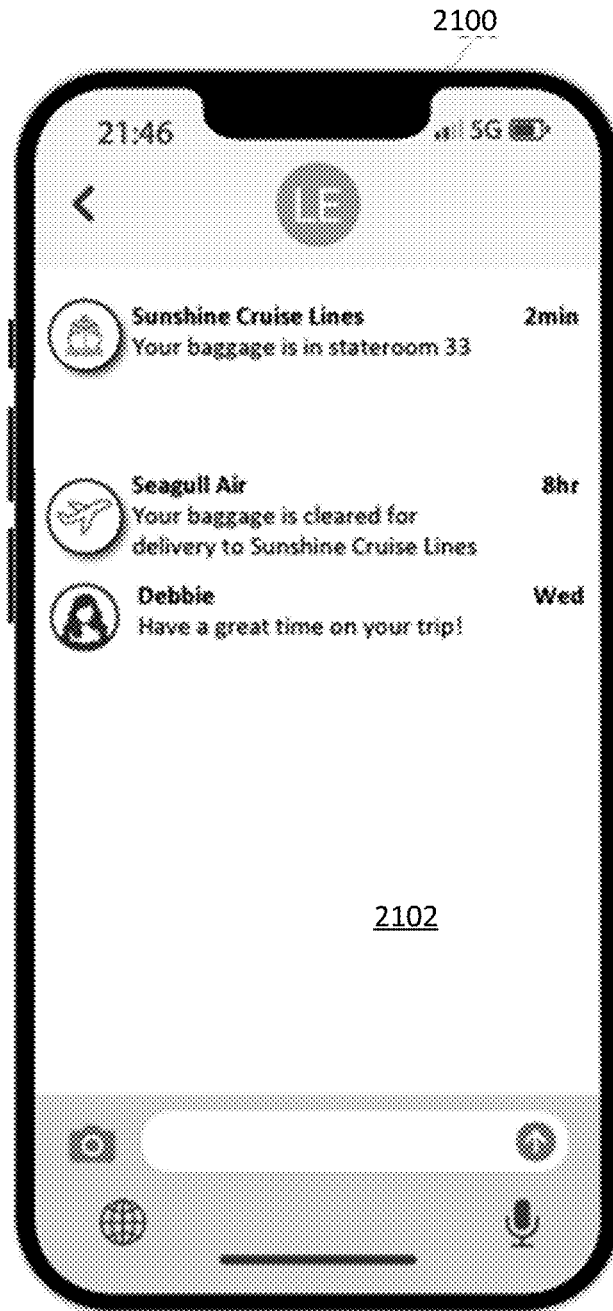 2100
21:46 5G
LE
Sunshine Cruise Lines 2min
Your baggage is in stateroom 33
Seagull Air 8hr
Your baggage is cleared for
delivery to Sunshine Cruise Lines
Debbie Wed
Have a great time on your trip!
2102